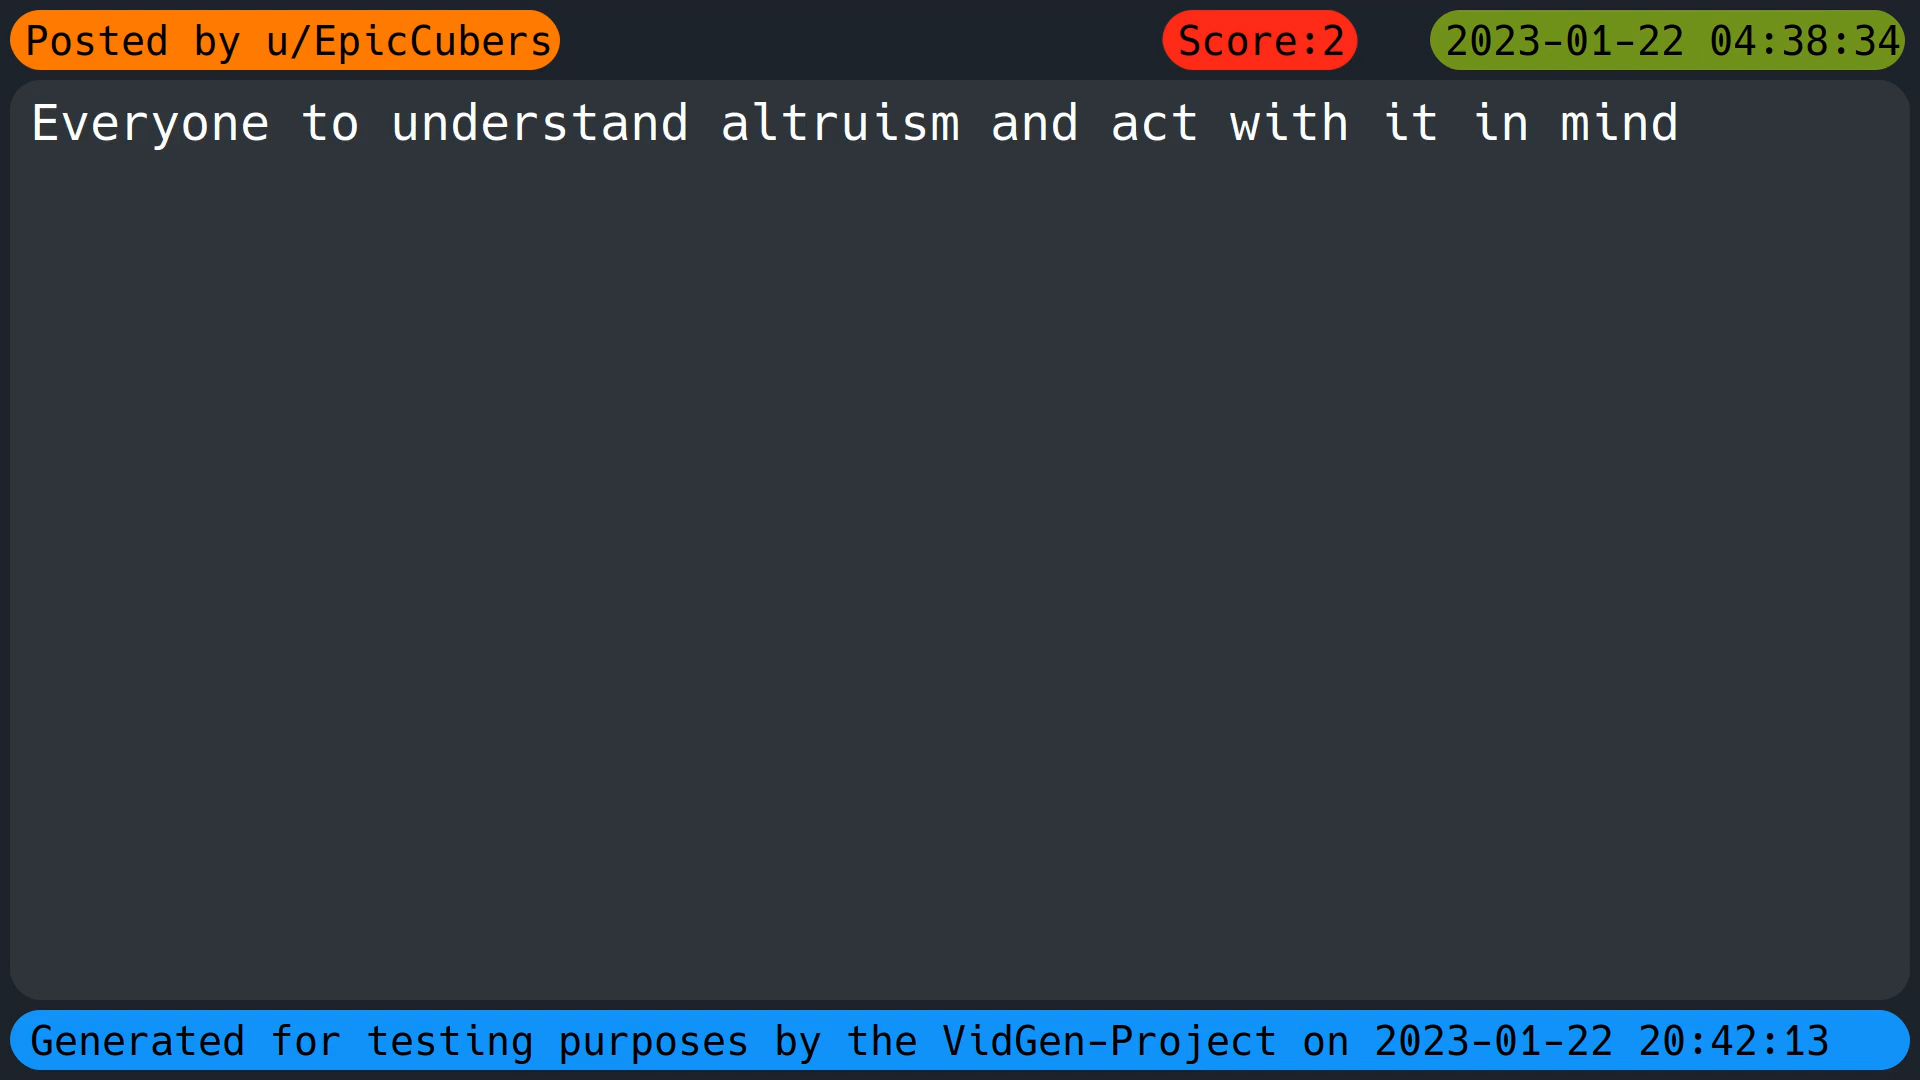 Posted by u/EpicCubers Score:2 2023-01-22 04:38:34
Everyone to understand altruism and act with it in mind
Generated for testing purposes by the VidGen-Project on 2023-01-22 20:42:13